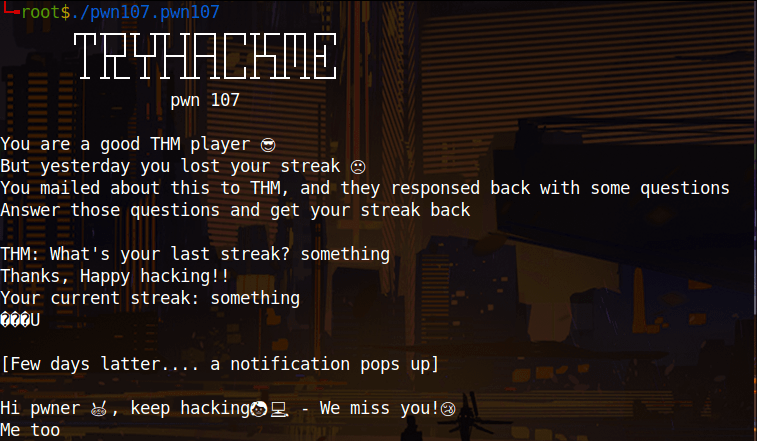 root$./pwn107.pwn107
TRYHACKME
pwn 107
You are a good THM player 😎
But yesterday you lost your streak 🙁
You mailed about this to THM, and they responsed back with some questions
Answer those questions and get your streak back
THM: What's your last streak? something
Thanks, Happy hacking!!
Your current streak: something
���U
[Few days latter.... a notification pops up]
Hi pwner 👾, keep hacking👩💻 - We miss you!😢
Me too